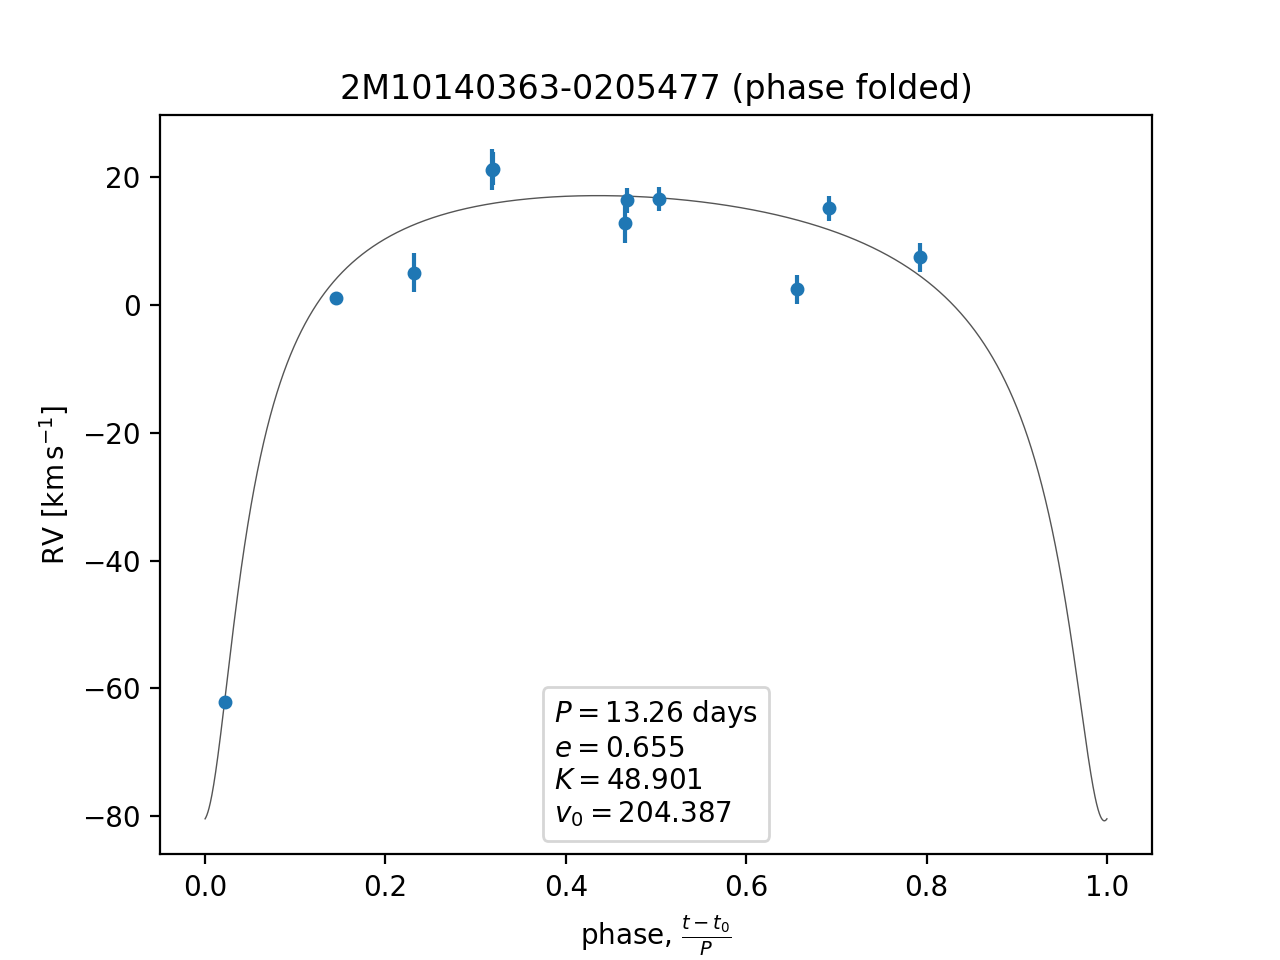 2M10140363-0205477 (phase folded)
RV [km s⁻¹]
20
0
−20
−40
−60
−80
P = 13.26 days
e = 0.655
K = 48.901
v₀ = 204.387
0.0 0.2 0.4 0.6 0.8 1.0
phase, (t − t₀)/P